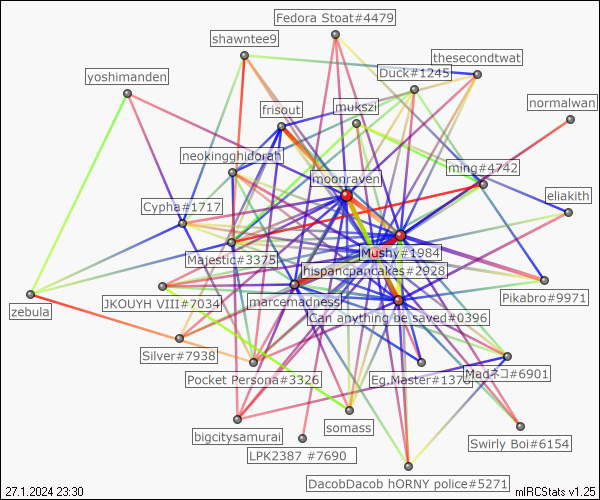 Fedora Stoat#4479
shawntee9
thesecondtwat
Duck#1245
yoshimanden
normalwan
frisout
mukszi
neokingghidorah
ming#4742
moonraven
eliakith
Cypha#1717
Mushy#1984
Majestic#3375
hispancpancakes#2928
JKOUYH VIII#7034
marcemadness
Pikabro#9971
zebula
Can anything be saved#0396
Silver#7938
Pocket Persona#3326
Eg.Master#1378
Madネコ#6901
somass
bigcitysamurai
Swirly Boi#6154
LPK2387 #7690
DacobDacob hORNY police#5271
27.1.2024 23:30
mIRCStats v1.25